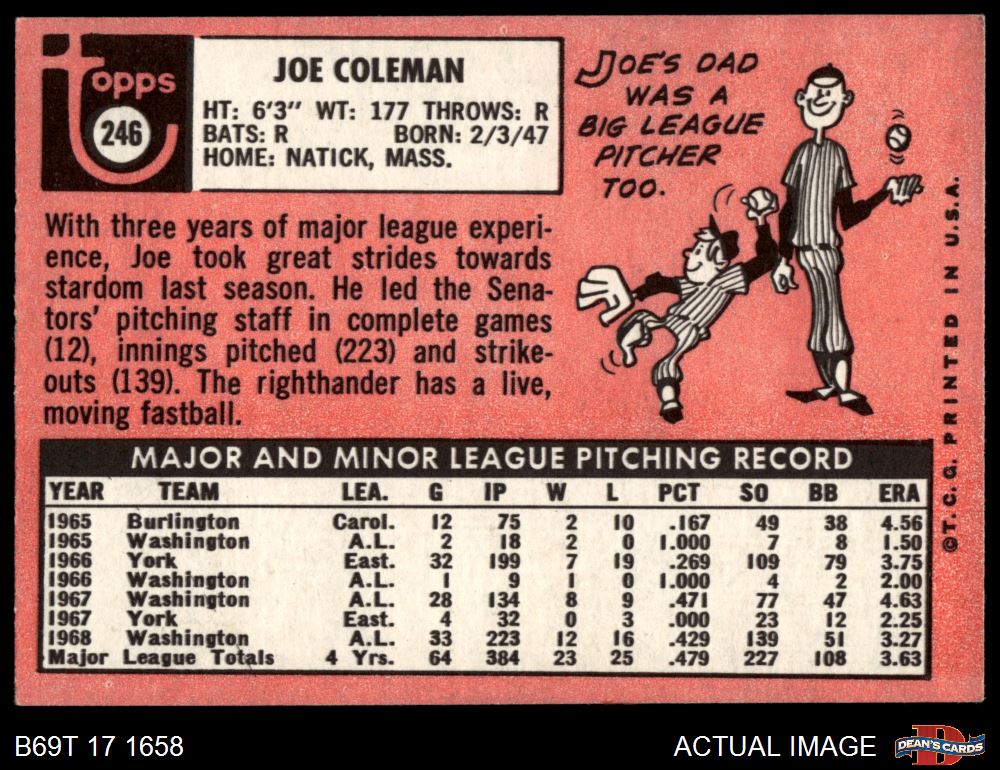 topps
246
JOE COLEMAN
HT: 6'3" WT: 177 THROWS: R
BATS: R BORN: 2/3/47
HOME: NATICK, MASS.
JOE'S DAD
WAS A
BIG LEAGUE
PITCHER
TOO.
With three years of major league experi-
ence, Joe took great strides towards
stardom last season. He led the Sena-
tors' pitching staff in complete games
(12), innings pitched (223) and strike-
outs (139). The righthander has a live,
moving fastball.
©T.C.G. PRINTED IN U.S.A.
MAJOR AND MINOR LEAGUE PITCHING RECORD
YEAR TEAM LEA. G IP W L PCT SO BB ERA
1965 Burlington Carol. 12 75 2 10 .167 49 38 4.56
1965 Washington A.L. 2 18 2 0 1.000 7 8 1.50
1966 York East. 32 199 7 19 .269 109 79 3.75
1966 Washington A.L. 1 9 1 0 1.000 4 2 2.00
1967 Washington A.L. 28 134 8 9 .471 77 47 4.63
1967 York East. 4 32 0 3 .000 23 12 2.25
1968 Washington A.L. 33 223 12 16 .429 139 51 3.27
Major League Totals 4 Yrs. 64 384 23 25 .479 227 108 3.63
B69T 17 1658
ACTUAL IMAGE
DEAN'S CARDS